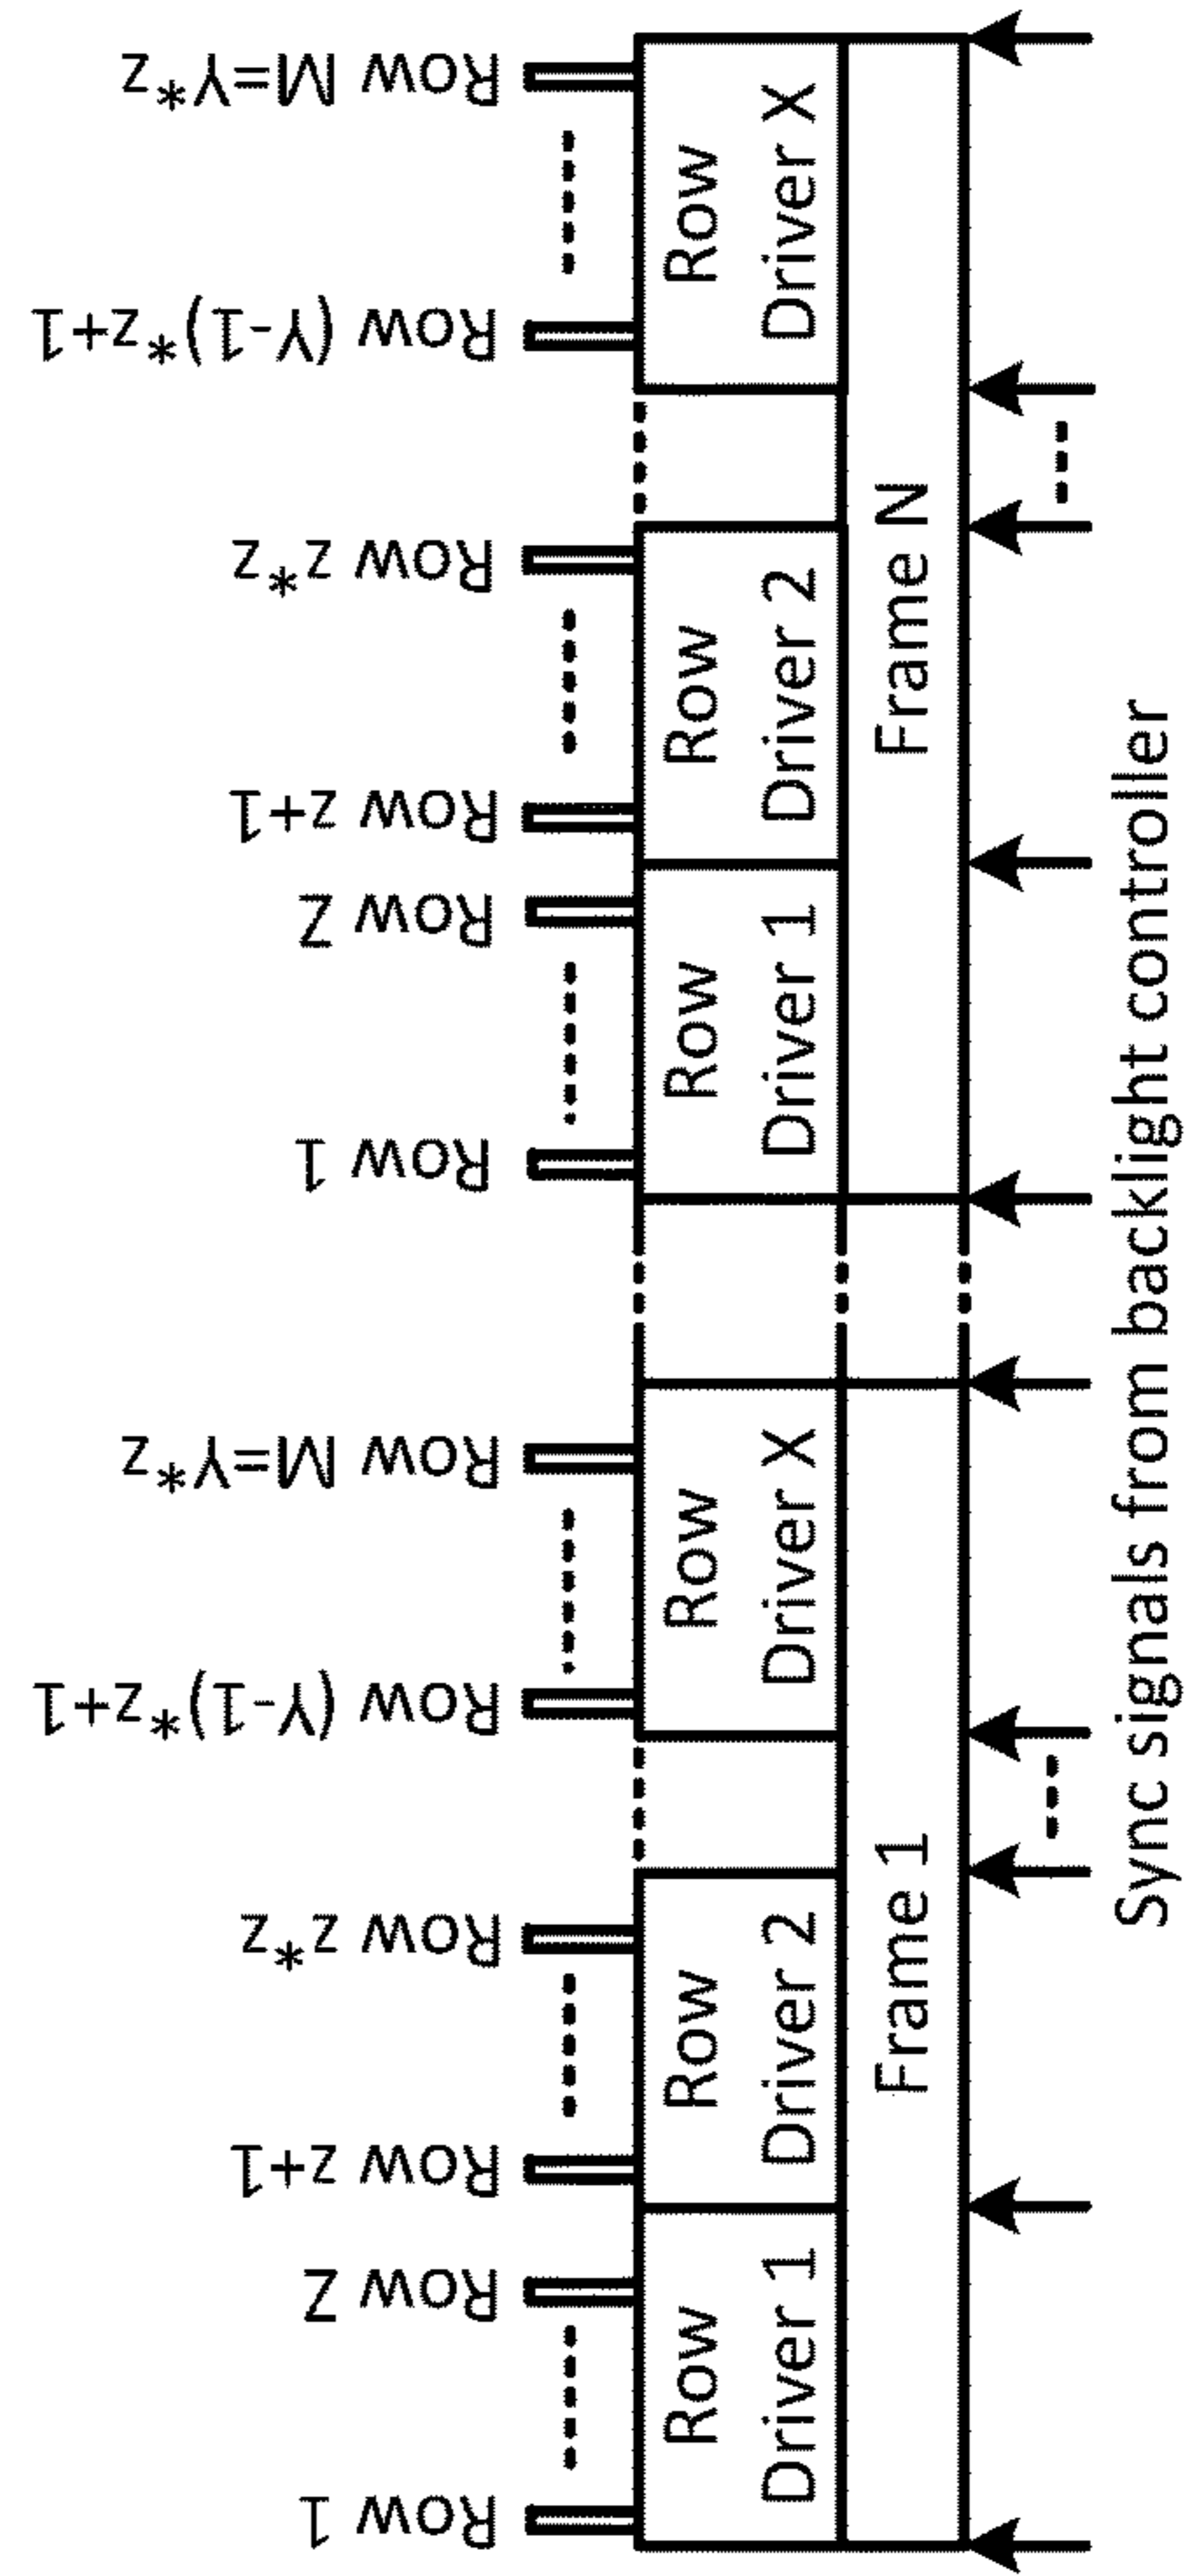 Row 1
Row Z
Row z+1
Row z*z
Row (Y-1)*z+1
Row M=Y*z
Row 1
Row Z
Row z+1
Row z*z
Row (Y-1)*z+1
Row M=Y*z
Row
Driver 1
Row
Driver 2
Row
Driver X
Row
Driver 1
Row
Driver 2
Row
Driver X
Frame 1
Frame N
Sync signals from backlight controller